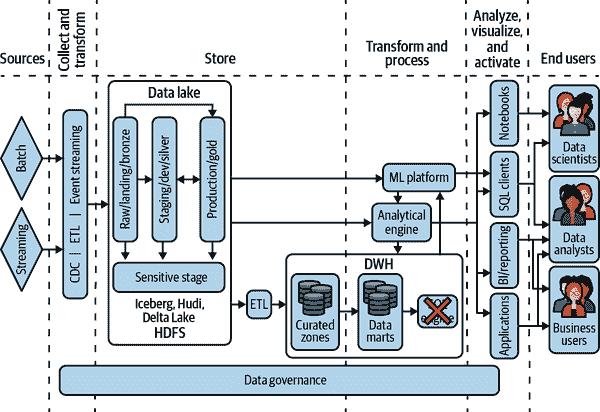 Sources
Collect and
transform
Store
Transform and
process
Analyze,
visualize,
and
activate
End users
Batch
Streaming
CDC | ETL | Event streaming
Data lake
Raw/landing/bronze
Staging/dev/silver
Production/gold
Sensitive stage
Iceberg, Hudi,
Delta Lake
HDFS
ETL
ML platform
Analytical
engine
DWH
Curated
zones
Data
marts
Notebooks
SQL clients
BI/reporting
Applications
Data
scientists
Data
analysts
Business
users
Data governance